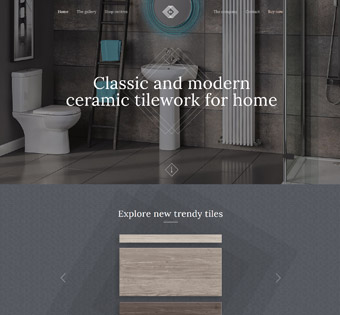 Home The gallery Shop section The company Contact Buy now
Classic and modern
ceramic tilework for home
Explore new trendy tiles